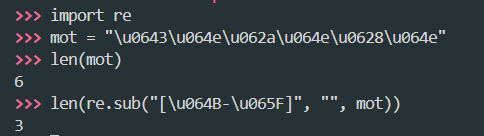 >>> import re
>>> mot = "\u0643\u064e\u062a\u064e\u0628\u064e"
>>> len(mot)
6
>>> len(re.sub("[\u064B-\u065F]", "", mot))
3